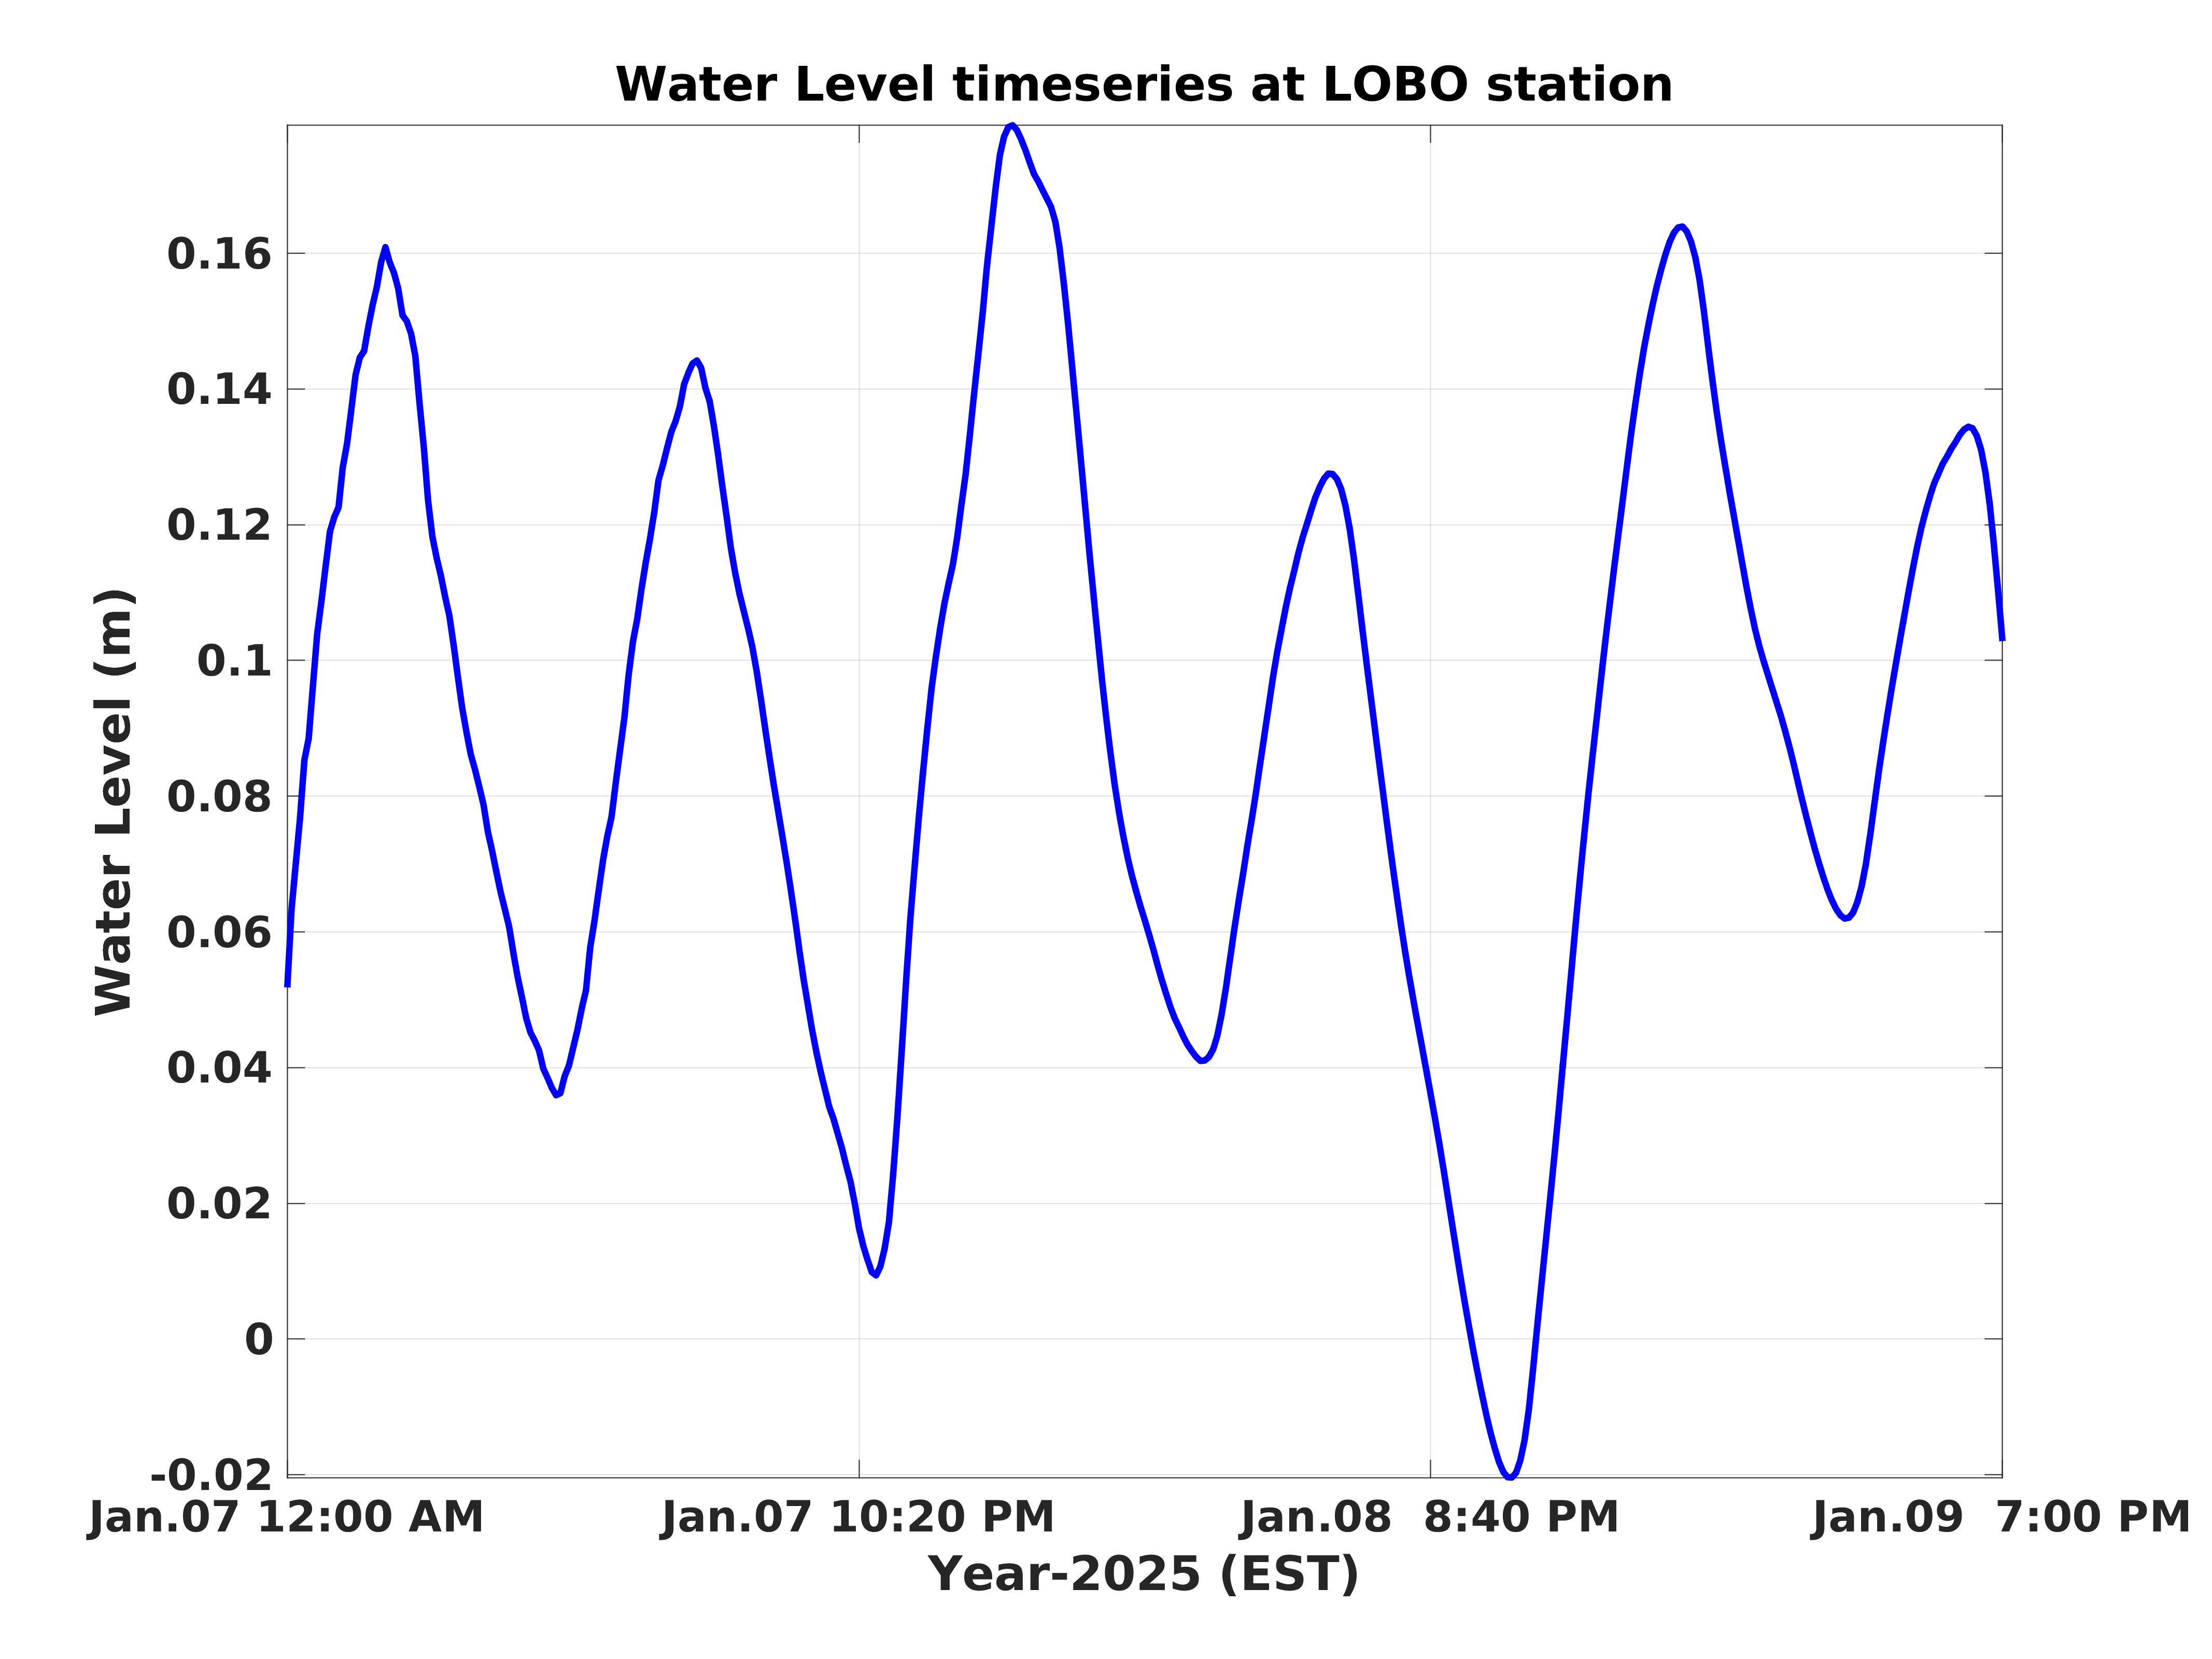 Water Level timeseries at LOBO station
Water Level (m)
0.16
0.14
0.12
0.1
0.08
0.06
0.04
0.02
0
-0.02
Jan.07 12:00 AM
Jan.07 10:20 PM
Jan.08 8:40 PM
Jan.09 7:00 PM
Year-2025 (EST)